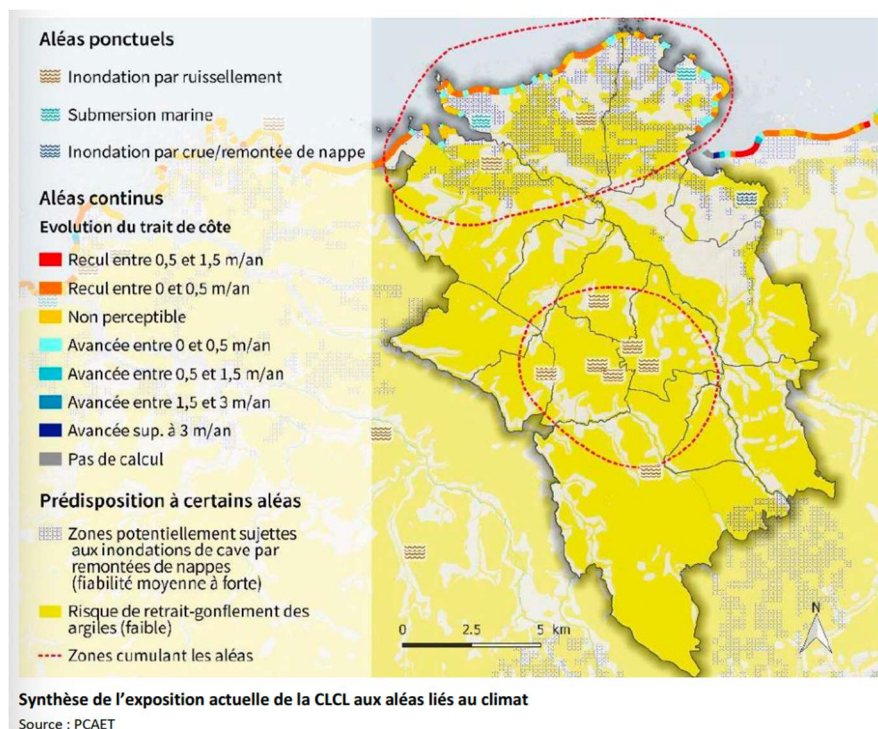 Aléas ponctuels
Inondation par ruissellement
Submersion marine
Inondation par crue/remontée de nappe
Aléas continus
Evolution du trait de côte
Recul entre 0,5 et 1,5 m/an
Recul entre 0 et 0,5 m/an
Non perceptible
Avancée entre 0 et 0,5 m/an
Avancée entre 0,5 et 1,5 m/an
Avancée entre 1,5 et 3 m/an
Avancée sup. à 3 m/an
Pas de calcul
Prédisposition à certains aléas
Zones potentiellement sujettes
aux inondations de cave par
remontées de nappes
(fiabilité moyenne à forte)
Risque de retrait-gonflement des
argiles (faible)
Zones cumulant les aléas
0 2.5 5 km
N
Synthèse de l'exposition actuelle de la CLCL aux aléas liés au climat
Source : PCAET